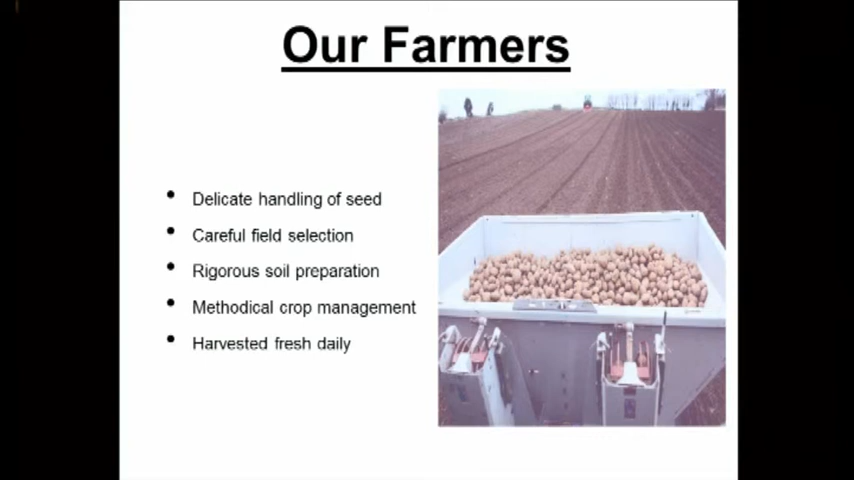 Our Farmers
Delicate handling of seed
Careful field selection
Rigorous soil preparation
Methodical crop management
Harvested fresh daily